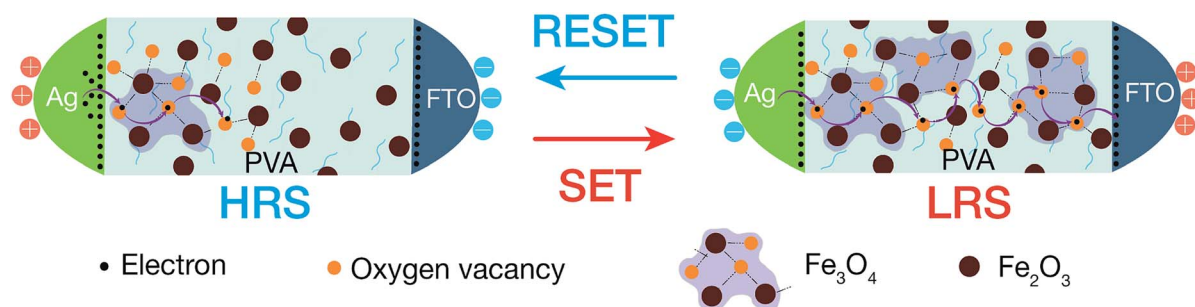 RESET
Ag
FTO
PVA
HRS
SET
Ag
FTO
PVA
LRS
Electron
Oxygen vacancy
Fe₃O₄
Fe₂O₃
+
+
+
−
−
−
−
−
−
+
+
+